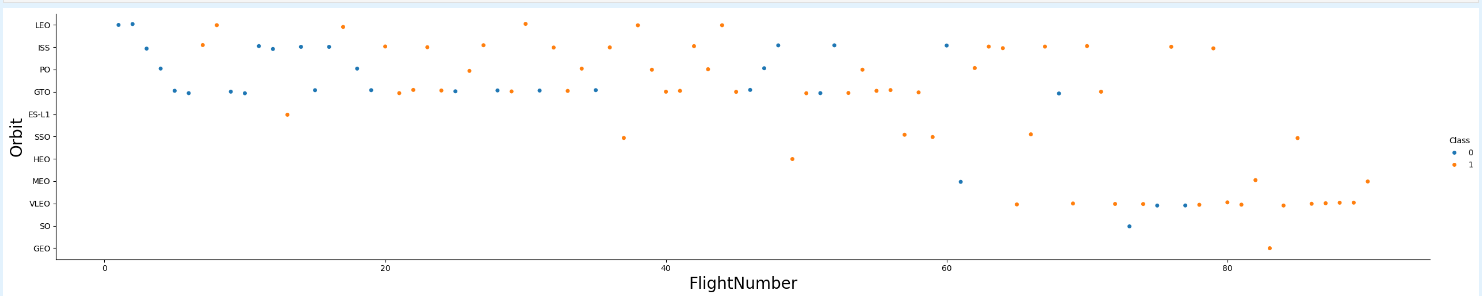 LEO
ISS
PO
GTO
ES-L1
SSO
HEO
MEO
VLEO
SO
GEO
Orbit
0 20 40 60 80
FlightNumber
Class
0
1